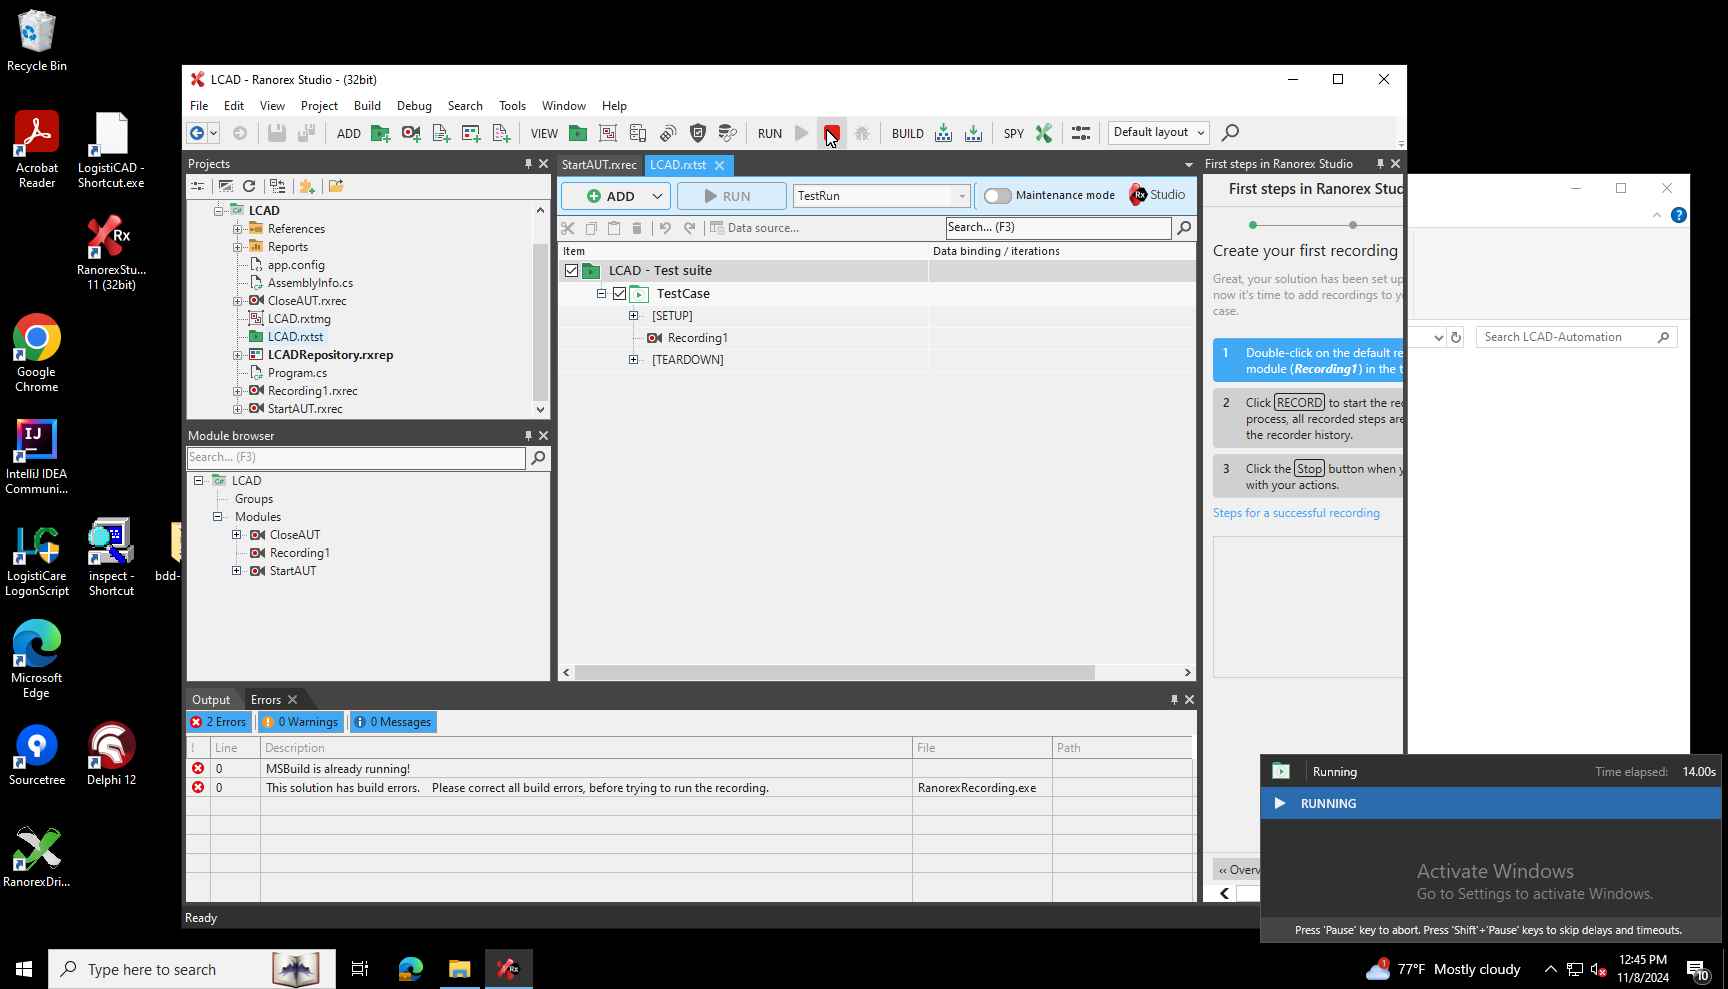 Recycle Bin
Acrobat
Reader
LogistiCAD -
Shortcut.exe
RanorexStu...
11 (32bit)
Google
Chrome
IntelliJ IDEA
Communi...
LogistiCare
LogonScript
inspect -
Shortcut
bdd-
Microsoft
Edge
Sourcetree
Delphi 12
RanorexDri...
LCAD - Ranorex Studio - (32bit)
File Edit View Project Build Debug Search Tools Window Help
ADD VIEW RUN BUILD SPY Default layout
Projects
LCAD
References
Reports
app.config
AssemblyInfo.cs
CloseAUT.rxrec
LCAD.rxtmg
LCAD.rxtst
LCADRepository.rxrep
Program.cs
Recording1.rxrec
StartAUT.rxrec
Module browser
Search... (F3)
LCAD
Groups
Modules
CloseAUT
Recording1
StartAUT
StartAUT.rxrec LCAD.rxtst
ADD RUN TestRun Maintenance mode Rx Studio
Data source... Search... (F3)
Item Data binding / iterations
LCAD - Test suite
TestCase
[SETUP]
Recording1
[TEARDOWN]
First steps in Ranorex Studio
First steps in Ranorex Stud
Create your first recording
Great, your solution has been set up
now it's time to add recordings to yo
case.
1 Double-click on the default re
module (Recording1) in the t
2 Click RECORD to start the rec
process, all recorded steps are
the recorder history.
3 Click the Stop button when y
with your actions.
Steps for a successful recording
‹‹ Overv
Search LCAD-Automation
Output Errors
2 Errors 0 Warnings 0 Messages
! Line Description File Path
0 MSBuild is already running!
0 This solution has build errors. Please correct all build errors, before trying to run the recording. RanorexRecording.exe
Ready
Running Time elapsed: 14.00s
RUNNING
Activate Windows
Go to Settings to activate Windows.
Press 'Pause' key to abort. Press 'Shift'+'Pause' keys to skip delays and timeouts.
Type here to search
77°F Mostly cloudy
12:45 PM
11/8/2024
10